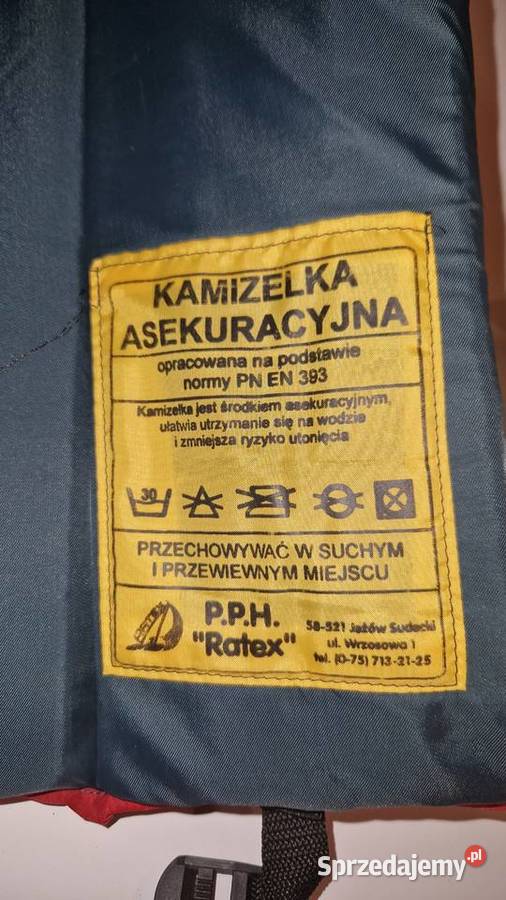 KAMIZELKA
ASEKURACYJNA
opracowana na podstawie
normy PN EN 393
Kamizelka jest środkiem asekuracyjnym,
ułatwia utrzymanie się na wodzie
i zmniejsza ryzyko utonięcia
30
PRZECHOWYWAĆ W SUCHYM
I PRZEWIEWNYM MIEJSCU
P.P.H.
"Ratex"
58-521 Jeżów Sudecki
ul. Wrzosowa 1
tel. (0-75) 713-21-25
Sprzedajemy.pl